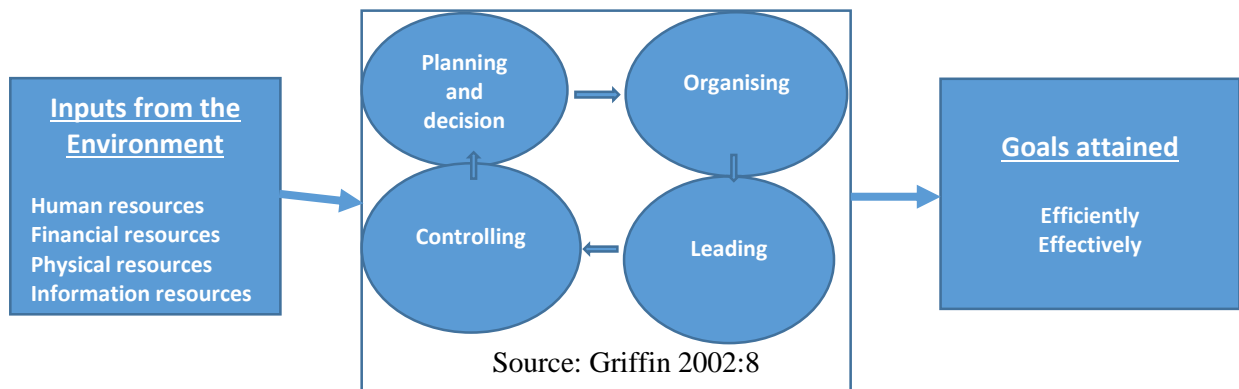 Inputs from the
Environment
Human resources
Financial resources
Physical resources
Information resources
Planning
and
decision
Organising
Controlling
Leading
Source: Griffin 2002:8
Goals attained
Efficiently
Effectively